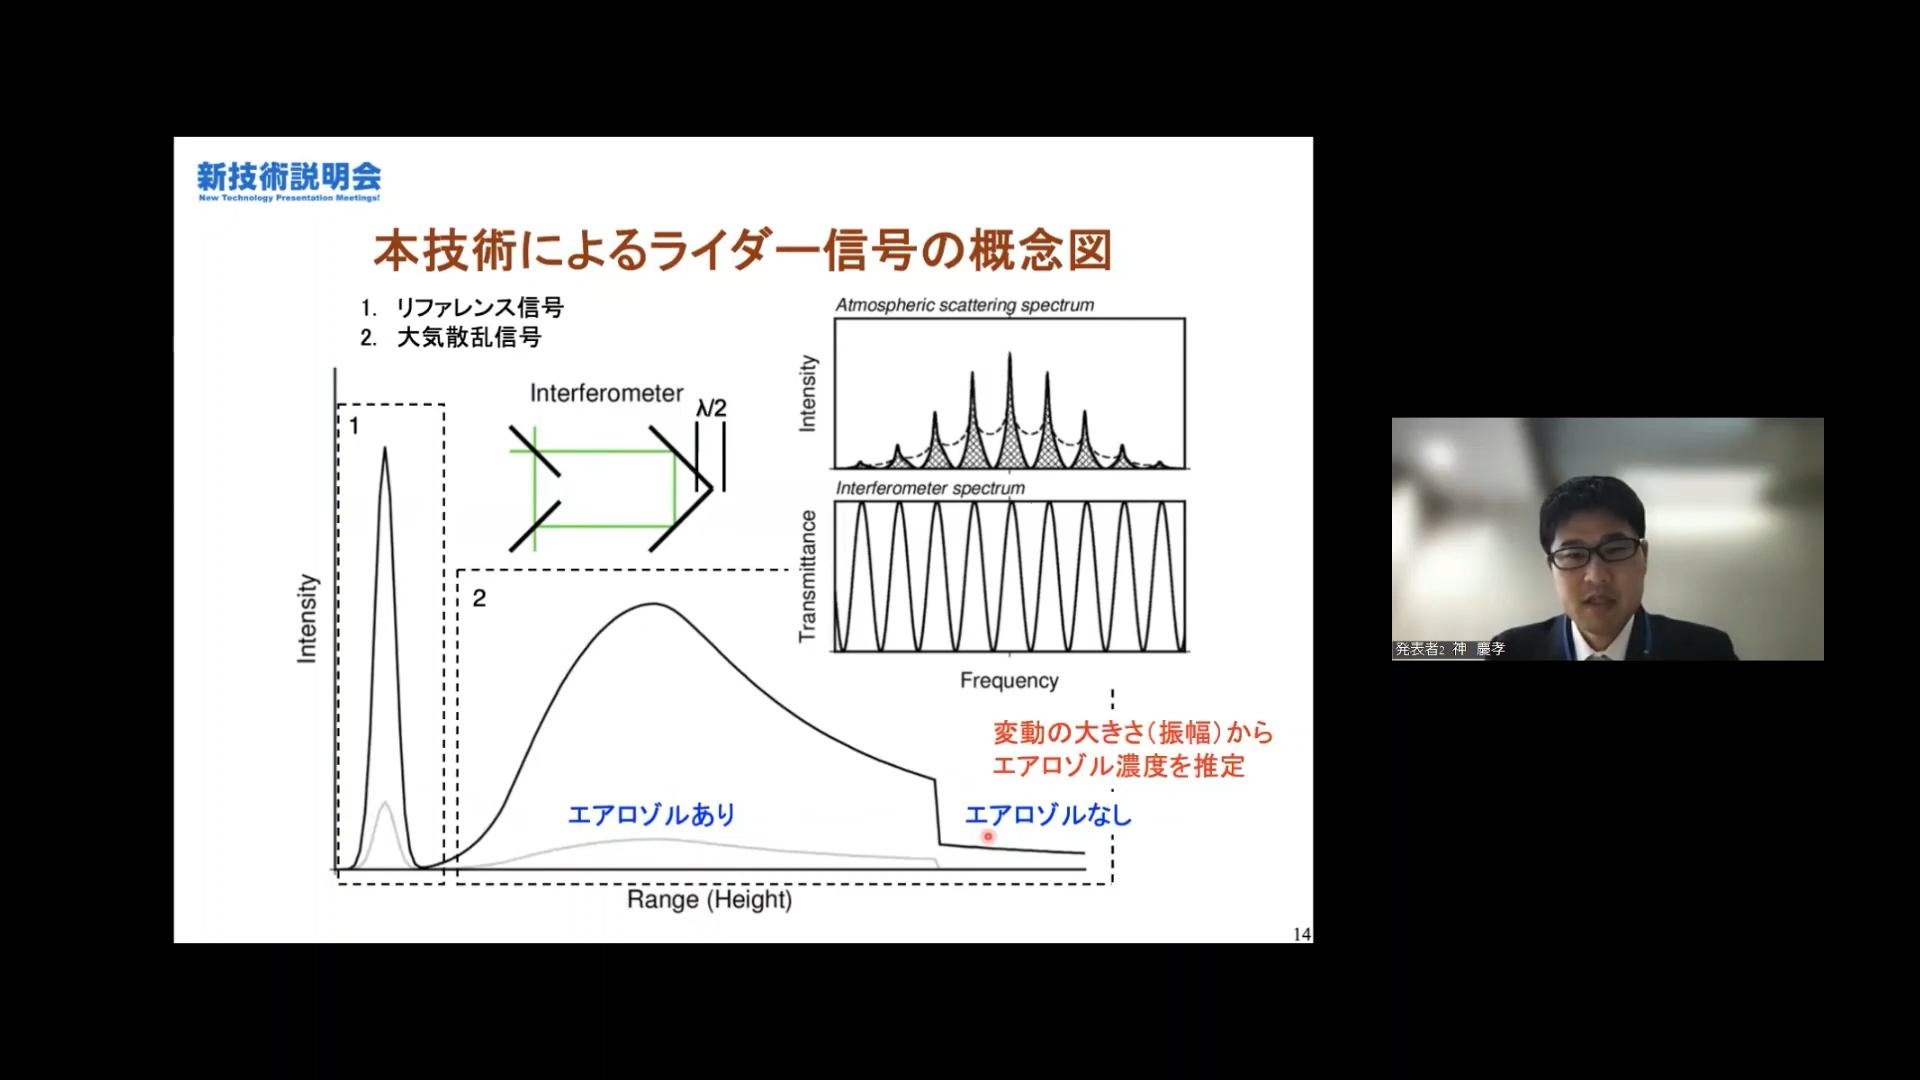 新技術説明会
New Technology Presentation Meetings!
本技術によるライダー信号の概念図
1. リファレンス信号
2. 大気散乱信号
Interferometer
λ/2
1
2
Intensity
エアロゾルあり
エアロゾルなし
Range (Height)
Atmospheric scattering spectrum
Intensity
Interferometer spectrum
Transmittance
Frequency
変動の大きさ（振幅）から
エアロゾル濃度を推定
14
発表者2 神 慶孝